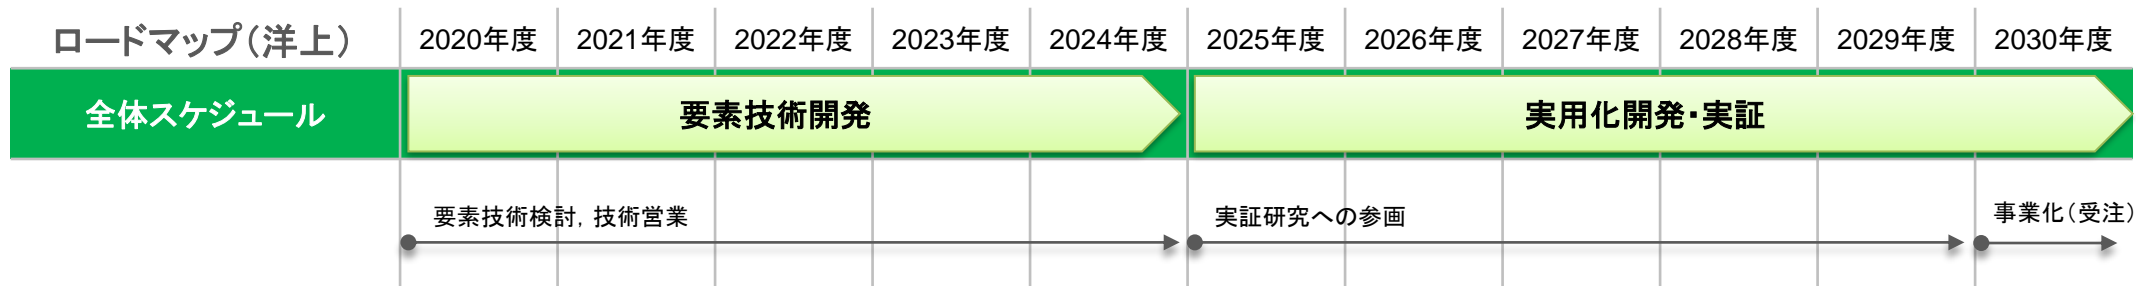 ロードマップ(洋上) 2020年度 2021年度 2022年度 2023年度 2024年度 2025年度 2026年度 2027年度 2028年度 2029年度 2030年度
全体スケジュール 要素技術開発 実用化開発・実証
要素技術検討, 技術営業 実証研究への参画 事業化(受注)